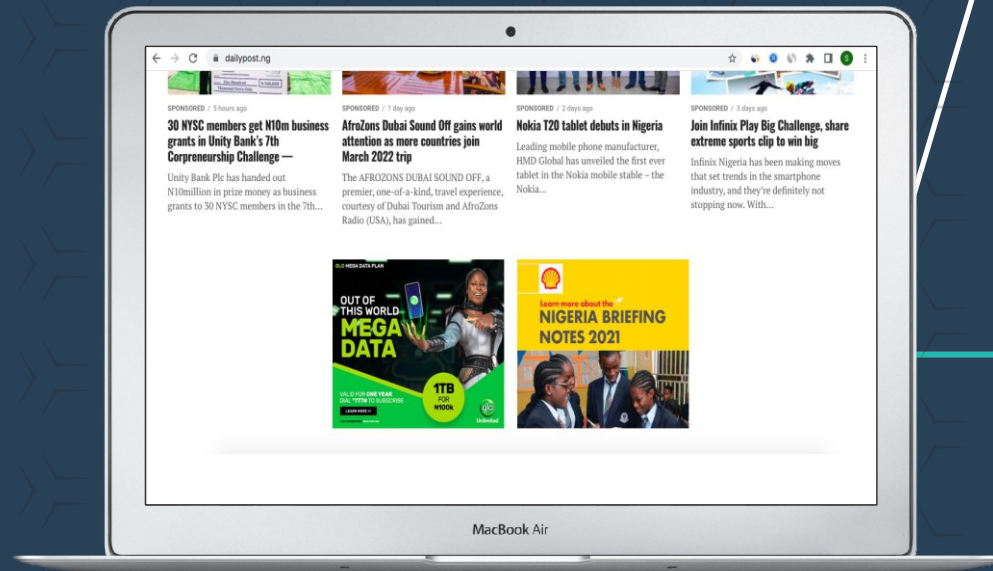 dailypost.ng
SPONSORED / 5 hours ago
30 NYSC members get N10m business
grants in Unity Bank's 7th
Corpreneurship Challenge —
Unity Bank Plc has handed out
N10million in prize money as business
grants to 30 NYSC members in the 7th...
SPONSORED / 1 day ago
AfroZons Dubai Sound Off gains world
attention as more countries join
March 2022 trip
The AFROZONS DUBAI SOUND OFF, a
premier, one-of-a-kind, travel experience,
courtesy of Dubai Tourism and AfroZons
Radio (USA), has gained...
SPONSORED / 2 days ago
Nokia T20 tablet debuts in Nigeria
Leading mobile phone manufacturer,
HMD Global has unveiled the first ever
tablet in the Nokia mobile stable – the
Nokia...
SPONSORED / 3 days ago
Join Infinix Play Big Challenge, share
extreme sports clip to win big
Infinix Nigeria has been making moves
that set trends in the smartphone
industry, and they're definitely not
stopping now. With...
GLO MEGA DATA PLAN
OUT OF
THIS WORLD
MEGA
DATA
VALID FOR ONE YEAR
DIAL *777# TO SUBSCRIBE
LEARN MORE >>
1TB
FOR
N100k
glo
Unlimited
Learn more about the
NIGERIA BRIEFING
NOTES 2021
MacBook Air